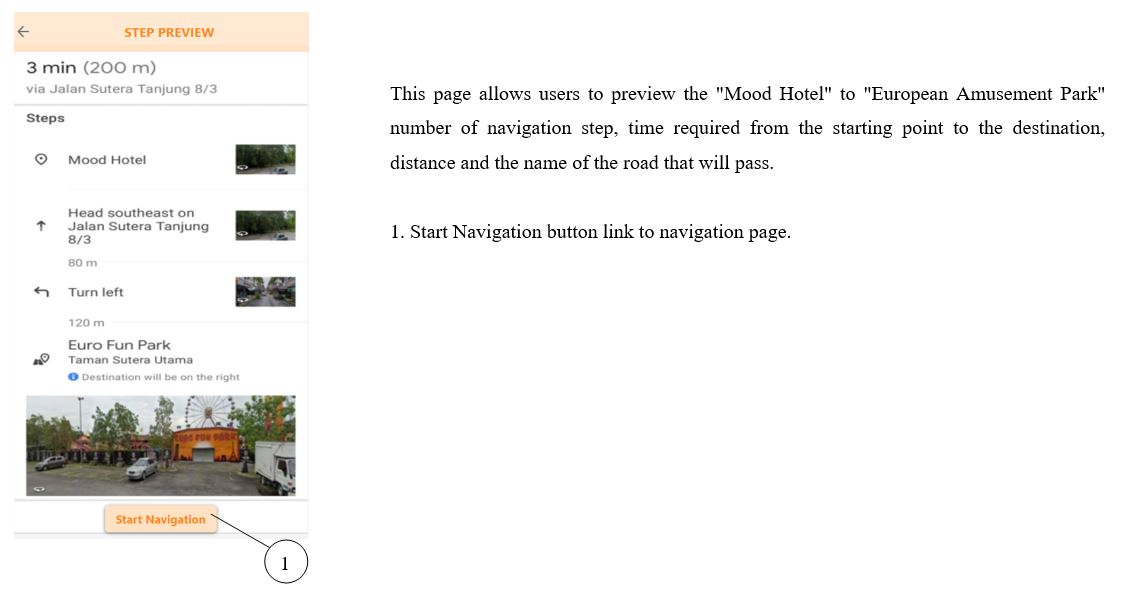 STEP PREVIEW
3 min (200 m)
via Jalan Sutera Tanjung 8/3
Steps
Mood Hotel
Head southeast on
Jalan Sutera Tanjung
8/3
80 m
Turn left
120 m
Euro Fun Park
Taman Sutera Utama
Destination will be on the right
EURO FUN PARK
Start Navigation
1
This page allows users to preview the "Mood Hotel" to "European Amusement Park"
number of navigation step, time required from the starting point to the destination,
distance and the name of the road that will pass.
1. Start Navigation button link to navigation page.